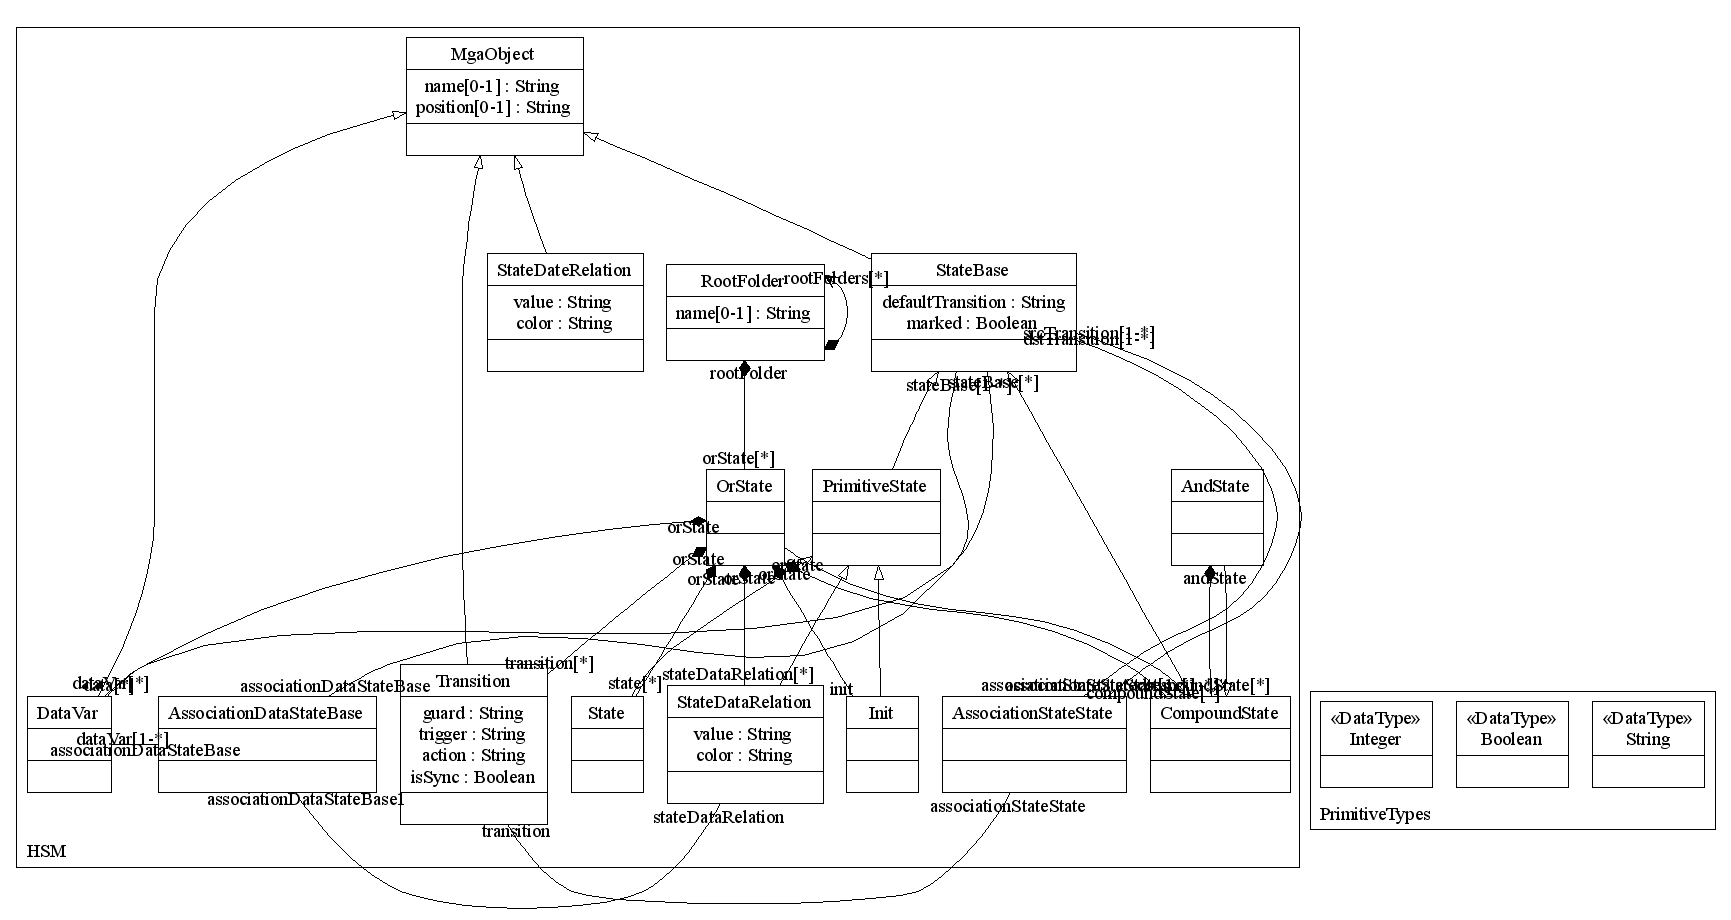 MgaObject
name[0-1] : String
position[0-1] : String
StateDateRelation
value : String
color : String
RootFolder
name[0-1] : String
rootFolders[*]
StateBase
defaultTransition : String
marked : Boolean
srcTransition[1-*]
dstTransition[1-*]
rootFolder
stateBase[1-*]
stateBase[*]
orState[*]
OrState
PrimitiveState
AndState
orState
orState
orState
orState
orState
orState
andState
transition[*]
stateDataRelation[*]
dataVar[*]
associationDataStateBase
state[*]
init
compoundState[*]
DataVar
AssociationDataStateBase
Transition
guard : String
trigger : String
action : String
isSync : Boolean
State
StateDataRelation
value : String
color : String
Init
AssociationStateState
CompoundState
dataVar[1-*]
associationDataStateBase
associationDataStateBase1
transition
stateDataRelation
associationStateState
HSM
«DataType»
Integer
«DataType»
Boolean
«DataType»
String
PrimitiveTypes